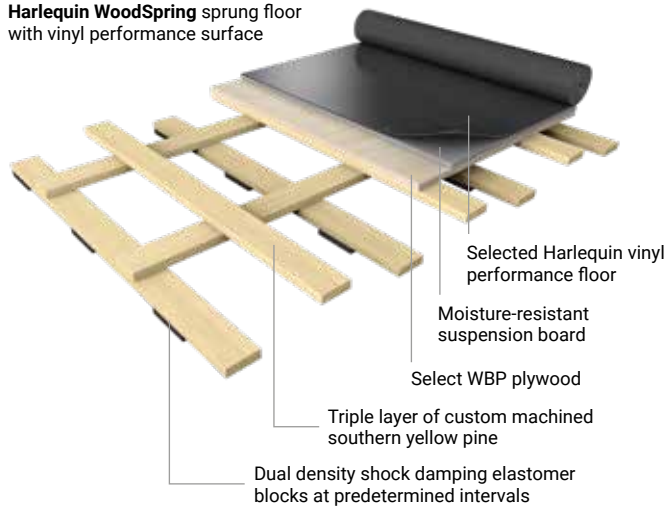 Harlequin WoodSpring sprung floor
with vinyl performance surface
Selected Harlequin vinyl
performance floor
Moisture-resistant
suspension board
Select WBP plywood
Triple layer of custom machined
southern yellow pine
Dual density shock damping elastomer
blocks at predetermined intervals